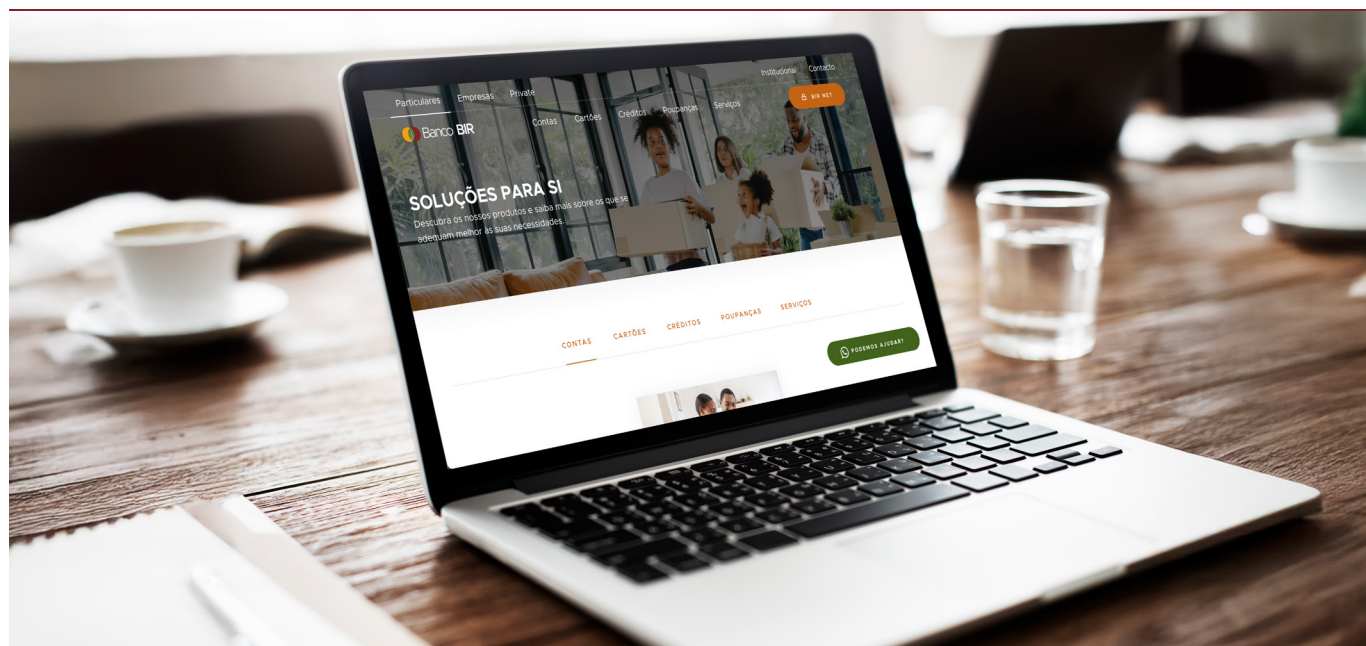 Particulares Empresas Private
Institucional Contacto
Banco BIR
Contas Cartões Créditos Poupanças Serviços
BIR NET
SOLUÇÕES PARA SI
Descubra os nossos produtos e saiba mais sobre os que se
adequam melhor às suas necessidades.
CONTAS CARTÕES CRÉDITOS POUPANÇAS SERVIÇOS
PODEMOS AJUDAR?